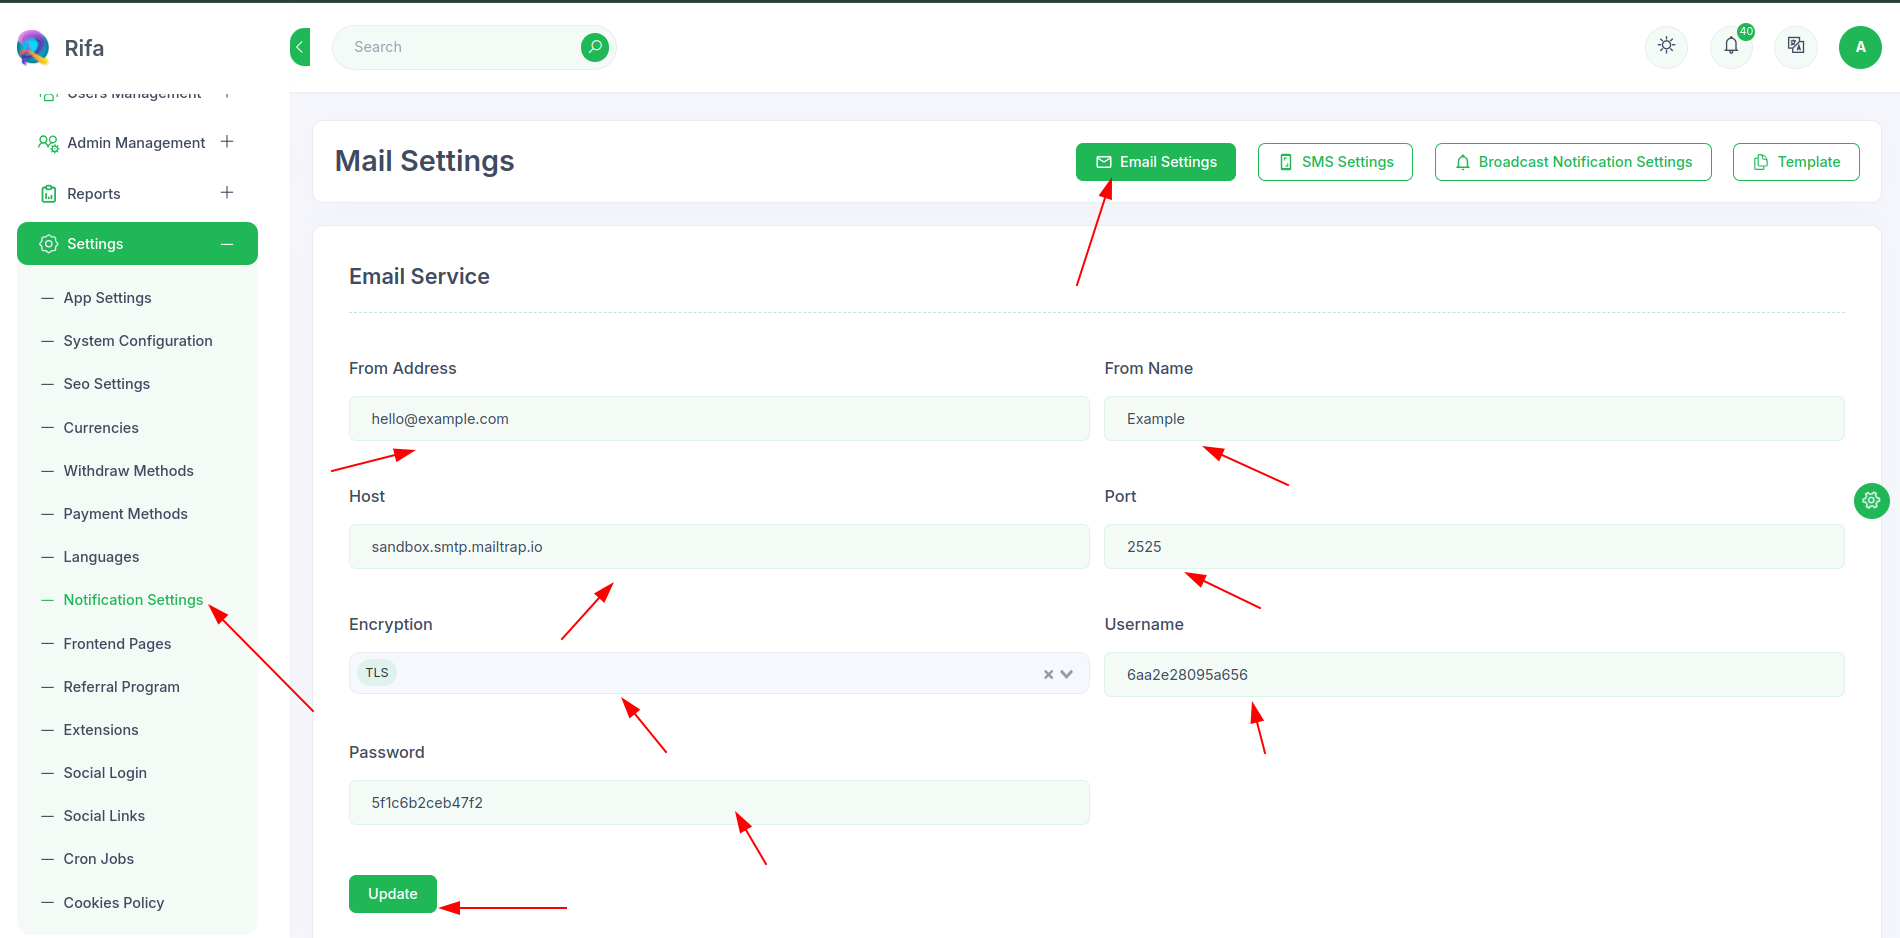 Rifa
Search
40
A
Users Management
Admin Management
Reports
Settings
App Settings
System Configuration
Seo Settings
Currencies
Withdraw Methods
Payment Methods
Languages
Notification Settings
Frontend Pages
Referral Program
Extensions
Social Login
Social Links
Cron Jobs
Cookies Policy
Mail Settings
Email Settings
SMS Settings
Broadcast Notification Settings
Template
Email Service
From Address
From Name
hello@example.com
Example
Host
Port
sandbox.smtp.mailtrap.io
2525
Encryption
Username
TLS
6aa2e28095a656
Password
5f1c6b2ceb47f2
Update